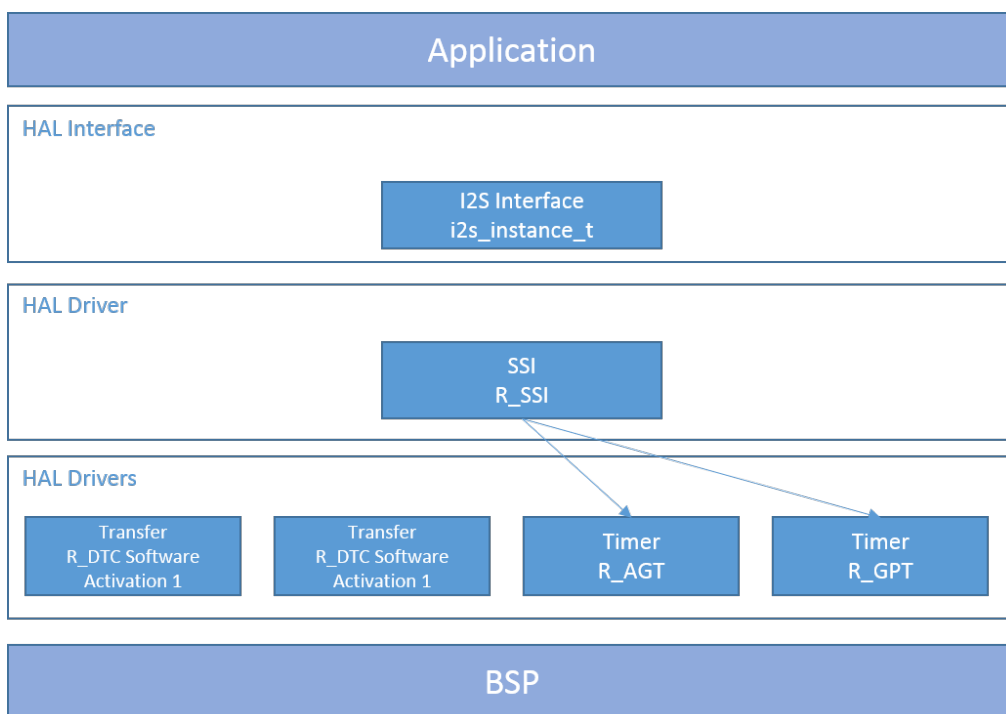 Application
HAL Interface
I2S Interface
i2s_instance_t
HAL Driver
SSI
R_SSI
HAL Drivers
Transfer
R_DTC Software
Activation 1
Transfer
R_DTC Software
Activation 1
Timer
R_AGT
Timer
R_GPT
BSP